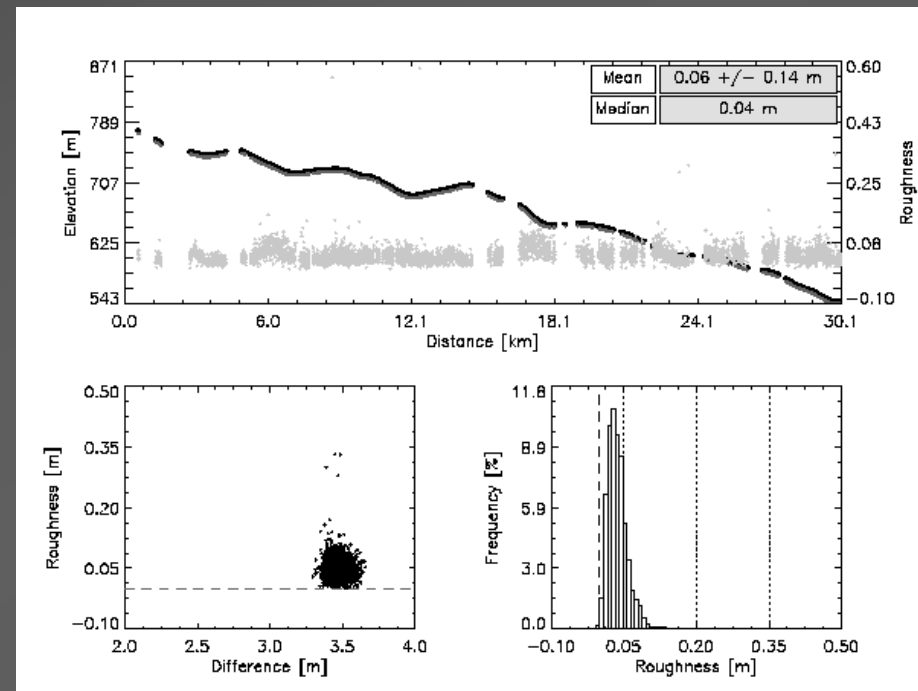 871
789
707
625
543
Elevation [m]
Mean 0.06 +/- 0.14 m
Median 0.04 m
0.60
0.43
0.25
0.08
-0.10
Roughness
0.0 6.0 12.1 18.1 24.1 30.1
Distance [km]
0.50
0.35
0.20
0.05
-0.10
Roughness [m]
2.0 2.5 3.0 3.5 4.0
Difference [m]
11.8
8.9
5.9
3.0
0.0
Frequency [%]
-0.10 0.05 0.20 0.35 0.50
Roughness [m]